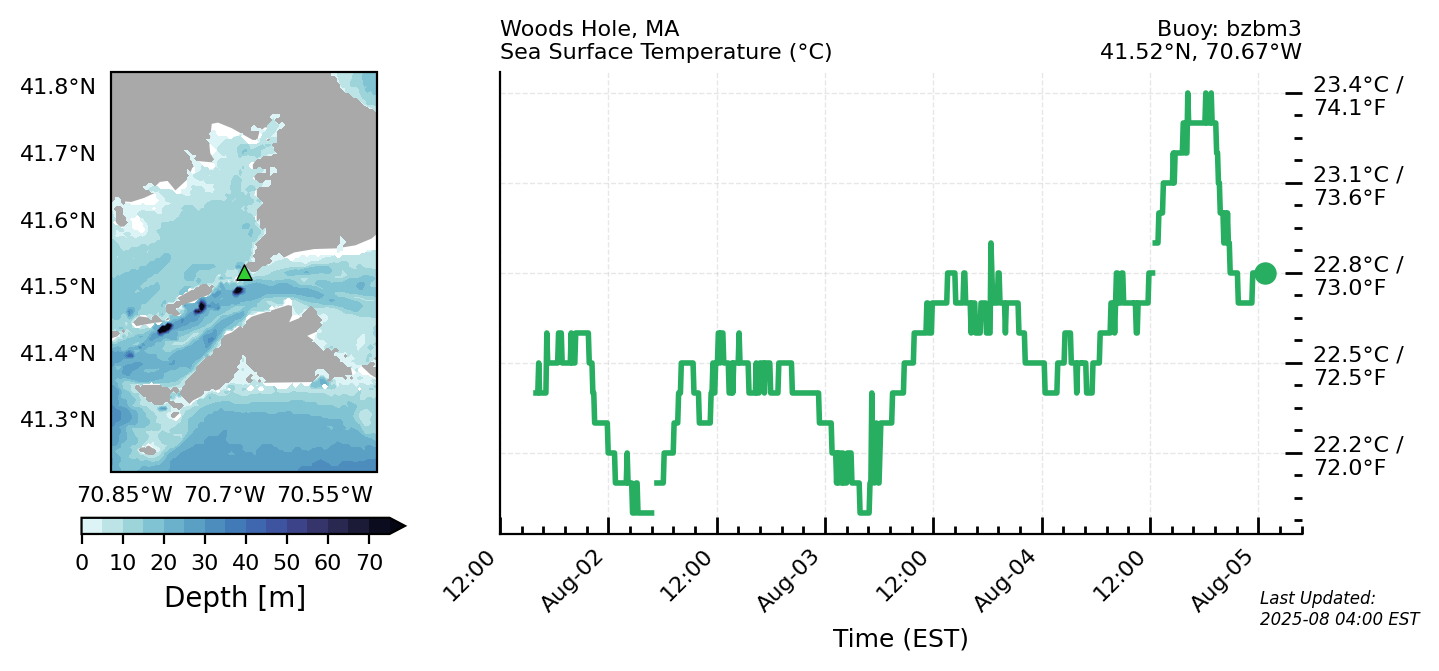 Woods Hole, MA
Sea Surface Temperature (°C)
Buoy: bzbm3
41.52°N, 70.67°W
41.8°N
41.7°N
41.6°N
41.5°N
41.4°N
41.3°N
70.85°W 70.7°W 70.55°W
0 10 20 30 40 50 60 70
Depth [m]
23.4°C /
74.1°F
23.1°C /
73.6°F
22.8°C /
73.0°F
22.5°C /
72.5°F
22.2°C /
72.0°F
12:00 Aug-02 12:00 Aug-03 12:00 Aug-04 12:00 Aug-05
Time (EST)
Last Updated:
2025-08 04:00 EST